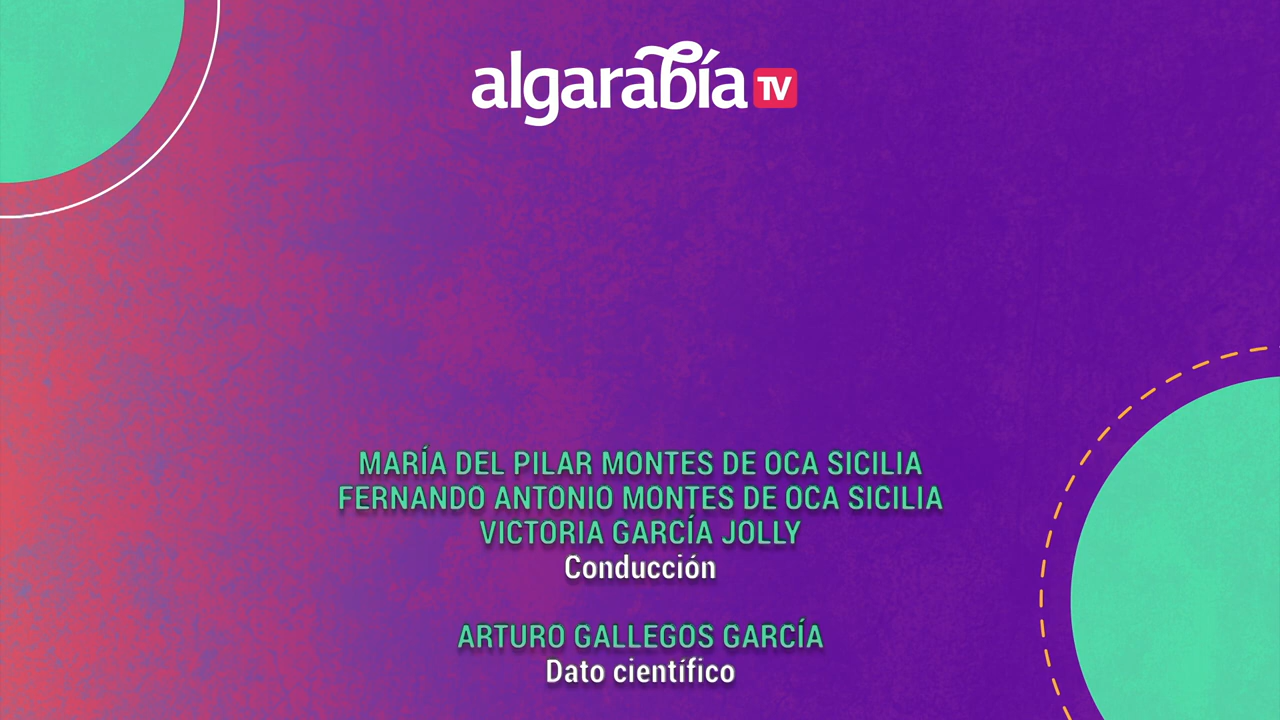 algarabía TV
MARÍA DEL PILAR MONTES DE OCA SICILIA
FERNANDO ANTONIO MONTES DE OCA SICILIA
VICTORIA GARCÍA JOLLY
Conducción
ARTURO GALLEGOS GARCÍA
Dato científico